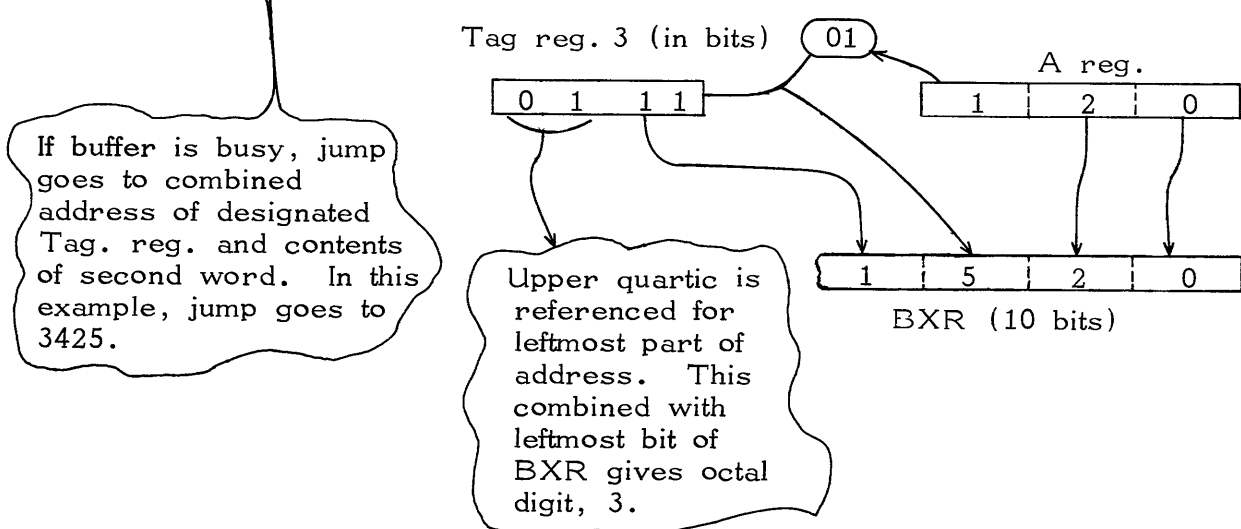 Tag reg. 3 (in bits)
01
A reg.
0 1 1 1
1 2 0
If buffer is busy, jump
goes to combined
address of designated
Tag. reg. and contents
of second word. In this
example, jump goes to
3425.
1 5 2 0
BXR (10 bits)
Upper quartic is
referenced for
leftmost part of
address. This
combined with
leftmost bit of
BXR gives octal
digit, 3.